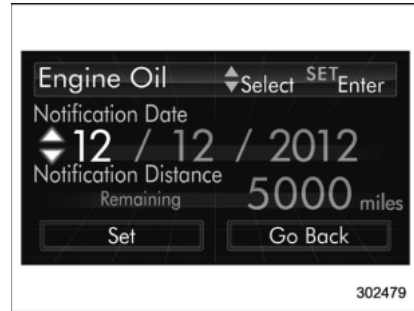 Engine Oil Select SET Enter
Notification Date
12 / 12 / 2012
Notification Distance
Remaining 5000 miles
Set Go Back
302479